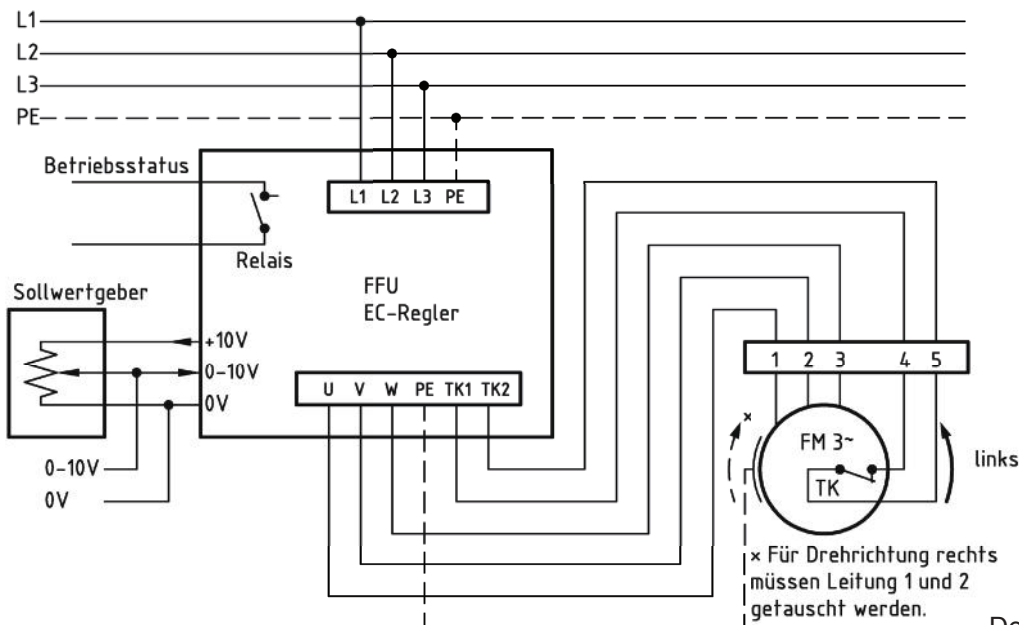 L1
L2
L3
PE
Betriebsstatus
L1 L2 L3 PE
Relais
Sollwertgeber
FFU
EC-Regler
+10V
0-10V
0V
U V W PE TK1 TK2
1 2 3 4 5
×
FM 3~
TK
links
0-10V
0V
× Für Drehrichtung rechts
müssen Leitung 1 und 2
getauscht werden.